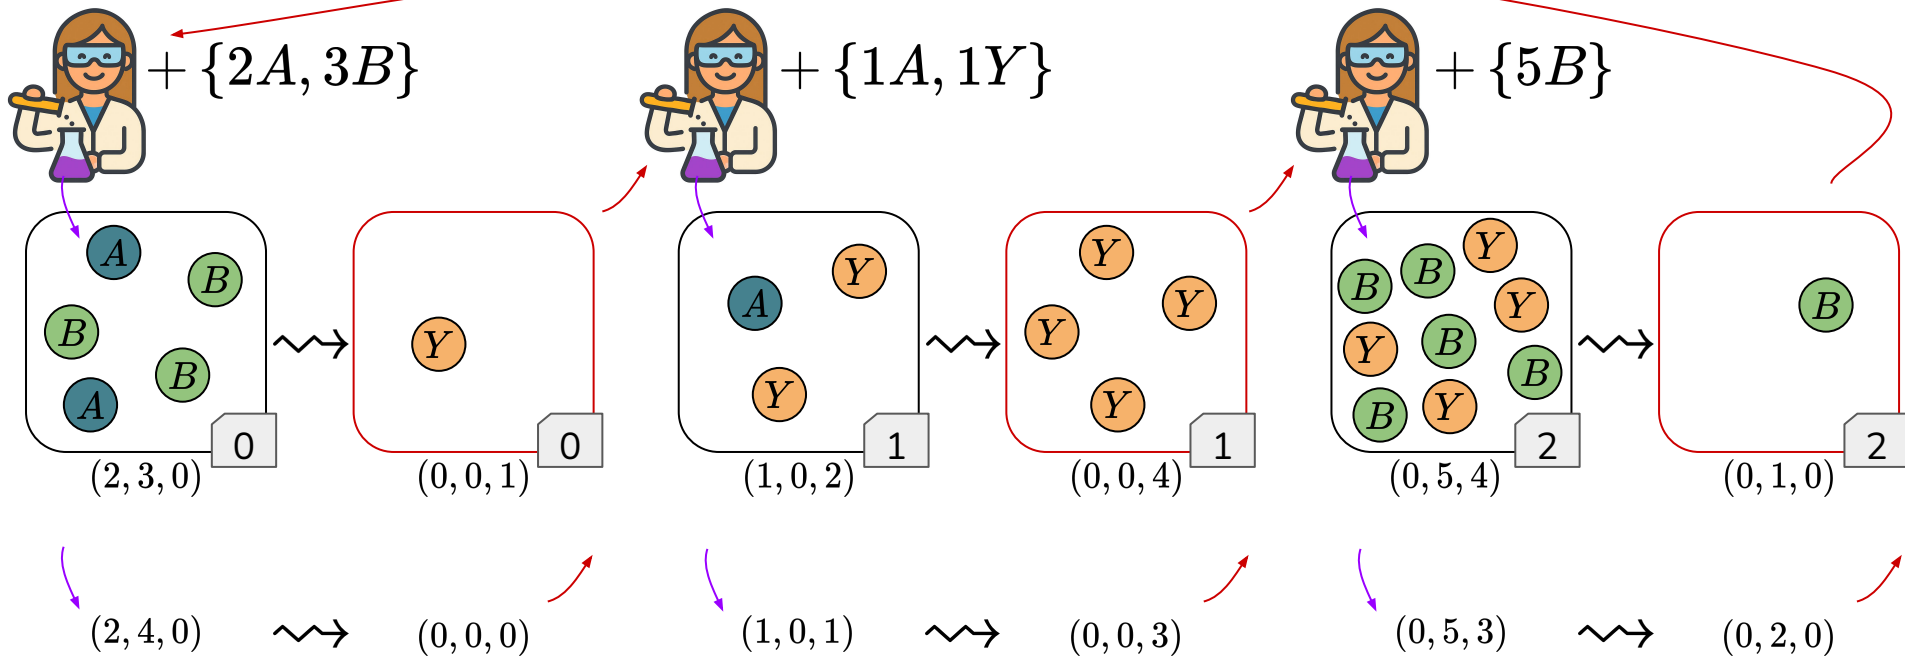 + {2A, 3B} + {1A, 1Y} + {5B}
A B B B A 0
Y 0
A Y Y 1
Y Y Y Y 1
Y B B Y Y B B B Y 2
B 2
(2, 3, 0) (0, 0, 1) (1, 0, 2) (0, 0, 4) (0, 5, 4) (0, 1, 0)
(2, 4, 0) (0, 0, 0) (1, 0, 1) (0, 0, 3) (0, 5, 3) (0, 2, 0)